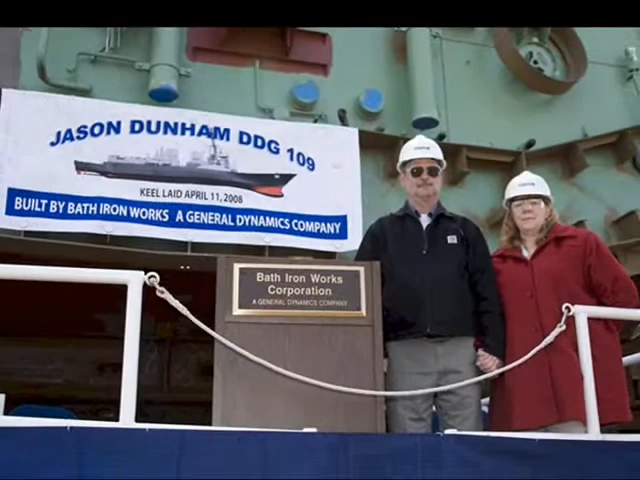 JASON DUNHAM DDG 109
KEEL LAID APRIL 11, 2008
BUILT BY BATH IRON WORKS A GENERAL DYNAMICS COMPANY
Bath Iron Works
Corporation
A GENERAL DYNAMICS COMPANY